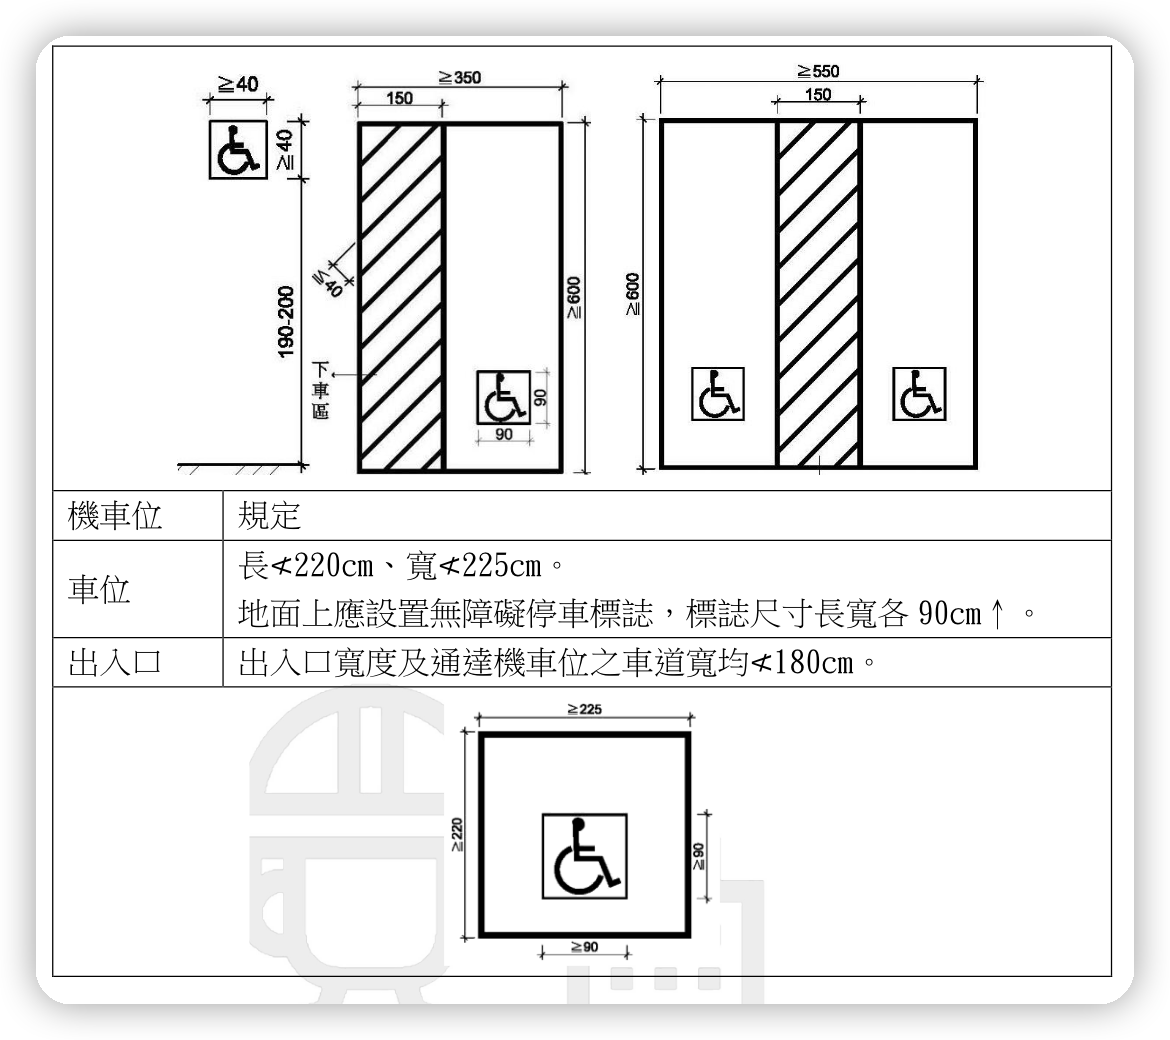 ≧40
≧40
190-200
≧350
150
≦40
下車區
≧600
90
90
≧550
150
≧600
機車位
規定
車位
長≮220cm、寬≮225cm。
地面上應設置無障礙停車標誌，標誌尺寸長寬各 90cm↑。
出入口
出入口寬度及通達機車位之車道寬均≮180cm。
≧225
≧220
≧90
≧90